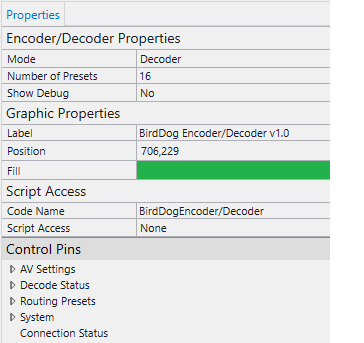 Properties
Encoder/Decoder Properties
Mode Decoder
Number of Presets 16
Show Debug No
Graphic Properties
Label BirdDog Encoder/Decoder v1.0
Position 706,229
Fill
Script Access
Code Name BirdDogEncoder/Decoder
Script Access None
Control Pins
AV Settings
Decode Status
Routing Presets
System
Connection Status